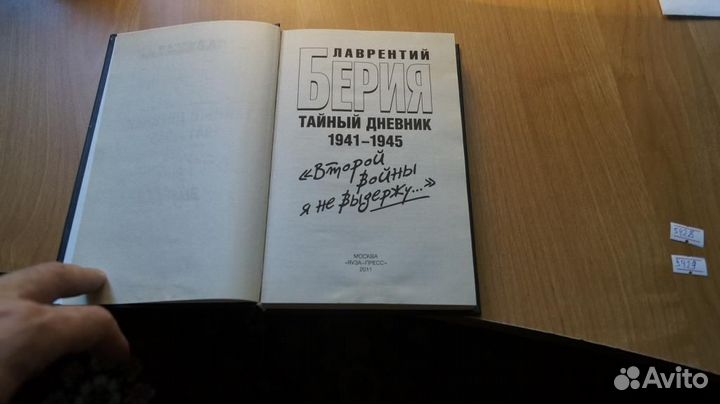 ЛАВРЕНТИЙ
БЕРИЯ
ТАЙНЫЙ ДНЕВНИК
1941–1945
«Второй
войны
я не выдержу...»
МОСКВА
«ЯУЗА-ПРЕСС»
2011
Avito